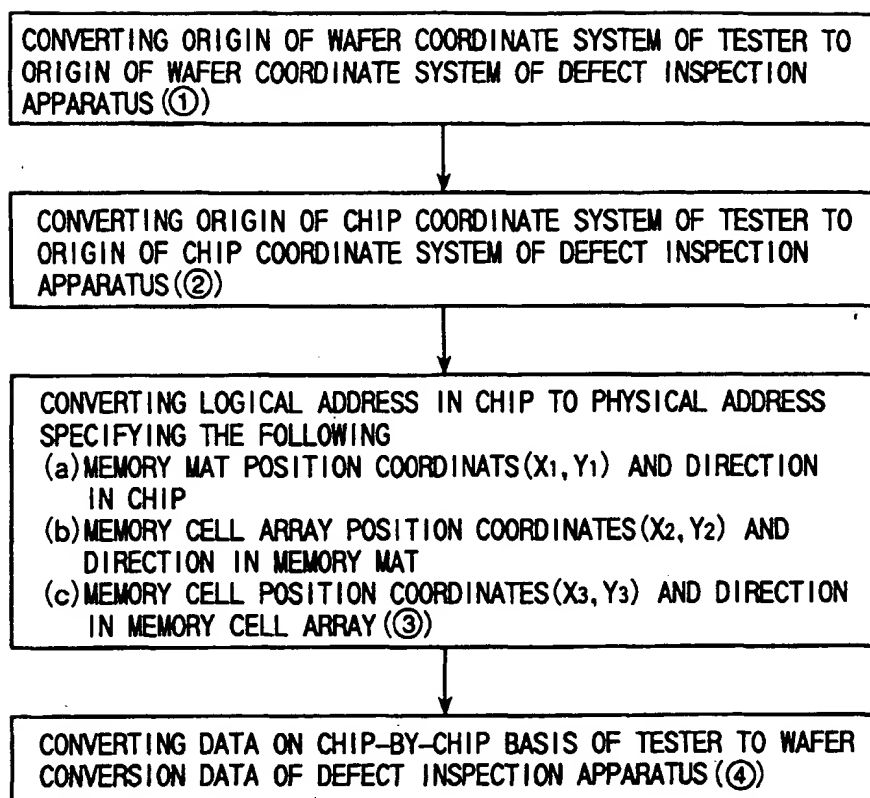 CONVERTING ORIGIN OF WAFER COORDINATE SYSTEM OF TESTER TO
ORIGIN OF WAFER COORDINATE SYSTEM OF DEFECT INSPECTION
APPARATUS(①)
CONVERTING ORIGIN OF CHIP COORDINATE SYSTEM OF TESTER TO
ORIGIN OF CHIP COORDINATE SYSTEM OF DEFECT INSPECTION
APPARATUS(②)
CONVERTING LOGICAL ADDRESS IN CHIP TO PHYSICAL ADDRESS
SPECIFYING THE FOLLOWING
(a)MEMORY MAT POSITION COORDINATS(X1,Y1) AND DIRECTION
IN CHIP
(b)MEMORY CELL ARRAY POSITION COORDINATES(X2,Y2) AND
DIRECTION IN MEMORY MAT
(c)MEMORY CELL POSITION COORDINATES(X3,Y3) AND DIRECTION
IN MEMORY CELL ARRAY(③)
CONVERTING DATA ON CHIP-BY-CHIP BASIS OF TESTER TO WAFER
CONVERSION DATA OF DEFECT INSPECTION APPARATUS(④)